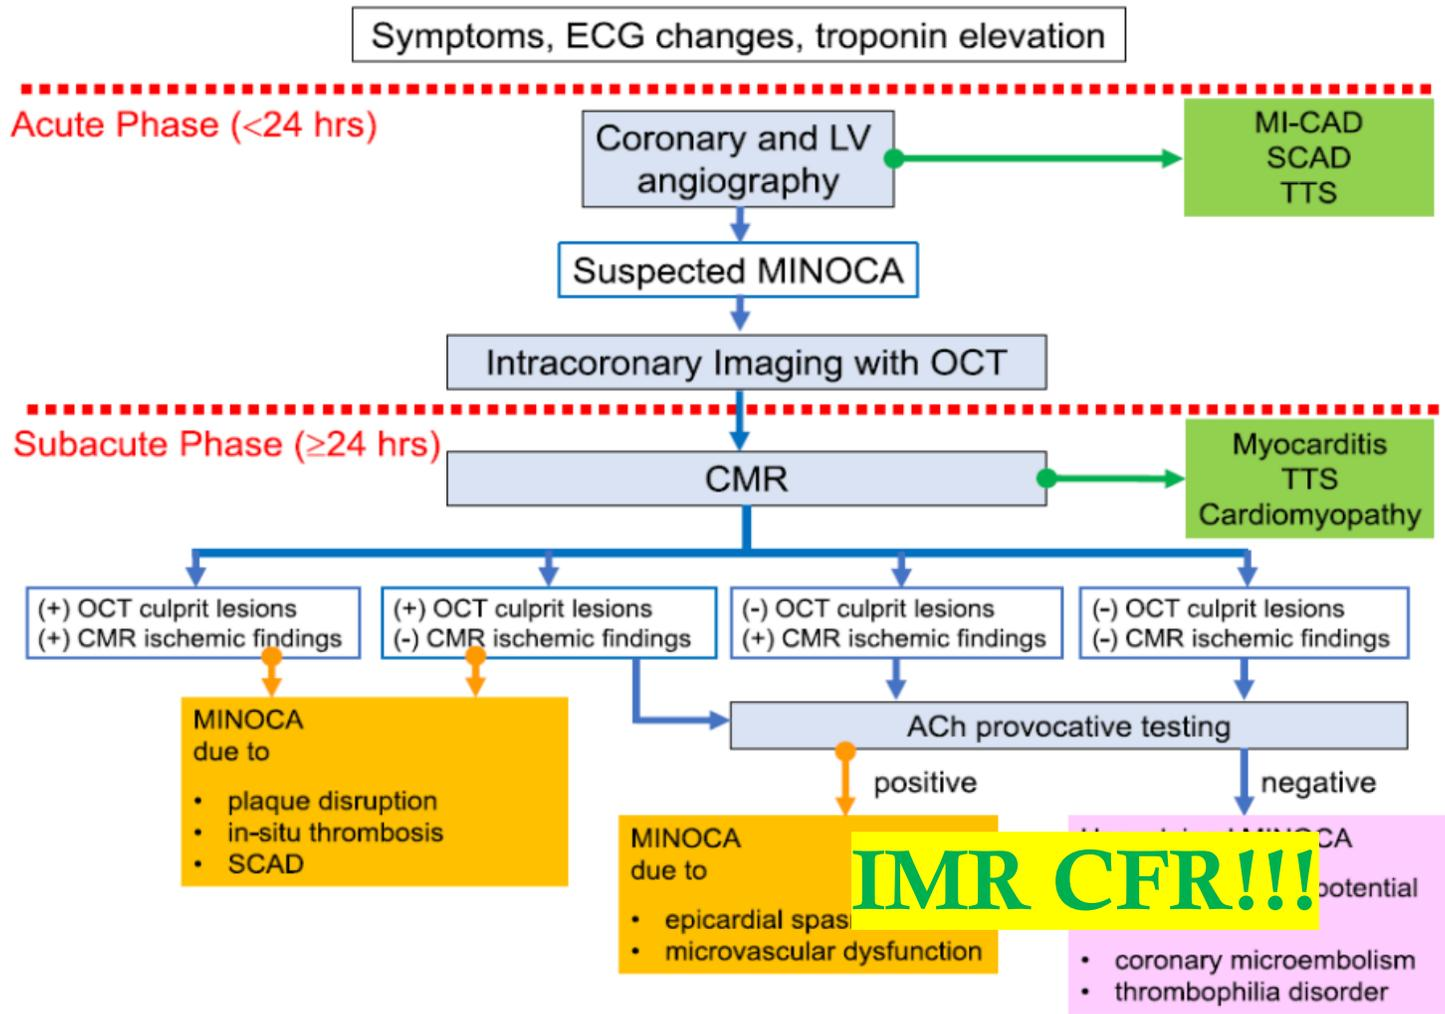 Symptoms, ECG changes, troponin elevation
Acute Phase (<24 hrs)
Coronary and LV
angiography
MI-CAD
SCAD
TTS
Suspected MINOCA
Intracoronary Imaging with OCT
Subacute Phase (≥24 hrs)
CMR
Myocarditis
TTS
Cardiomyopathy
(+) OCT culprit lesions
(+) CMR ischemic findings
(+) OCT culprit lesions
(-) CMR ischemic findings
(-) OCT culprit lesions
(+) CMR ischemic findings
(-) OCT culprit lesions
(-) CMR ischemic findings
MINOCA
due to
• plaque disruption
• in-situ thrombosis
• SCAD
ACh provocative testing
positive
negative
MINOCA
due to
• epicardial
• microvascular dysfunction
IMR CFR!!!
potential
• coronary microembolism
• thrombophilia disorder